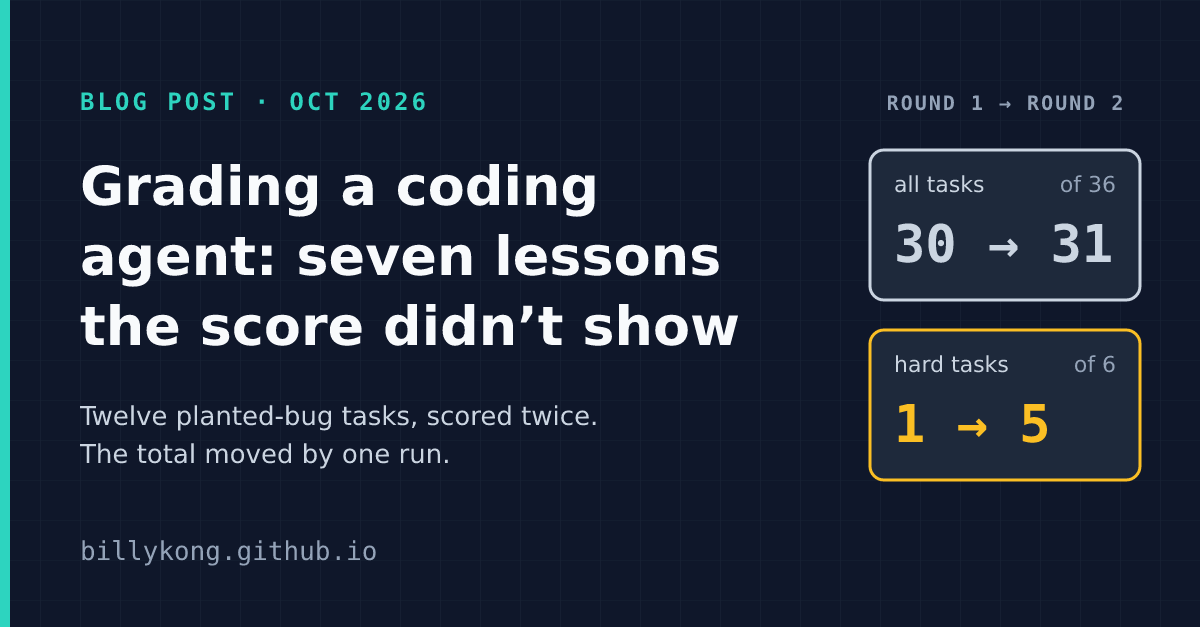 BLOG POST · OCT 2026
Grading a coding
agent: seven lessons
the score didn’t show
Twelve planted-bug tasks, scored twice.
The total moved by one run.
billykong.github.io
ROUND 1 → ROUND 2
all tasks of 36
30 → 31
hard tasks of 6
1 → 5